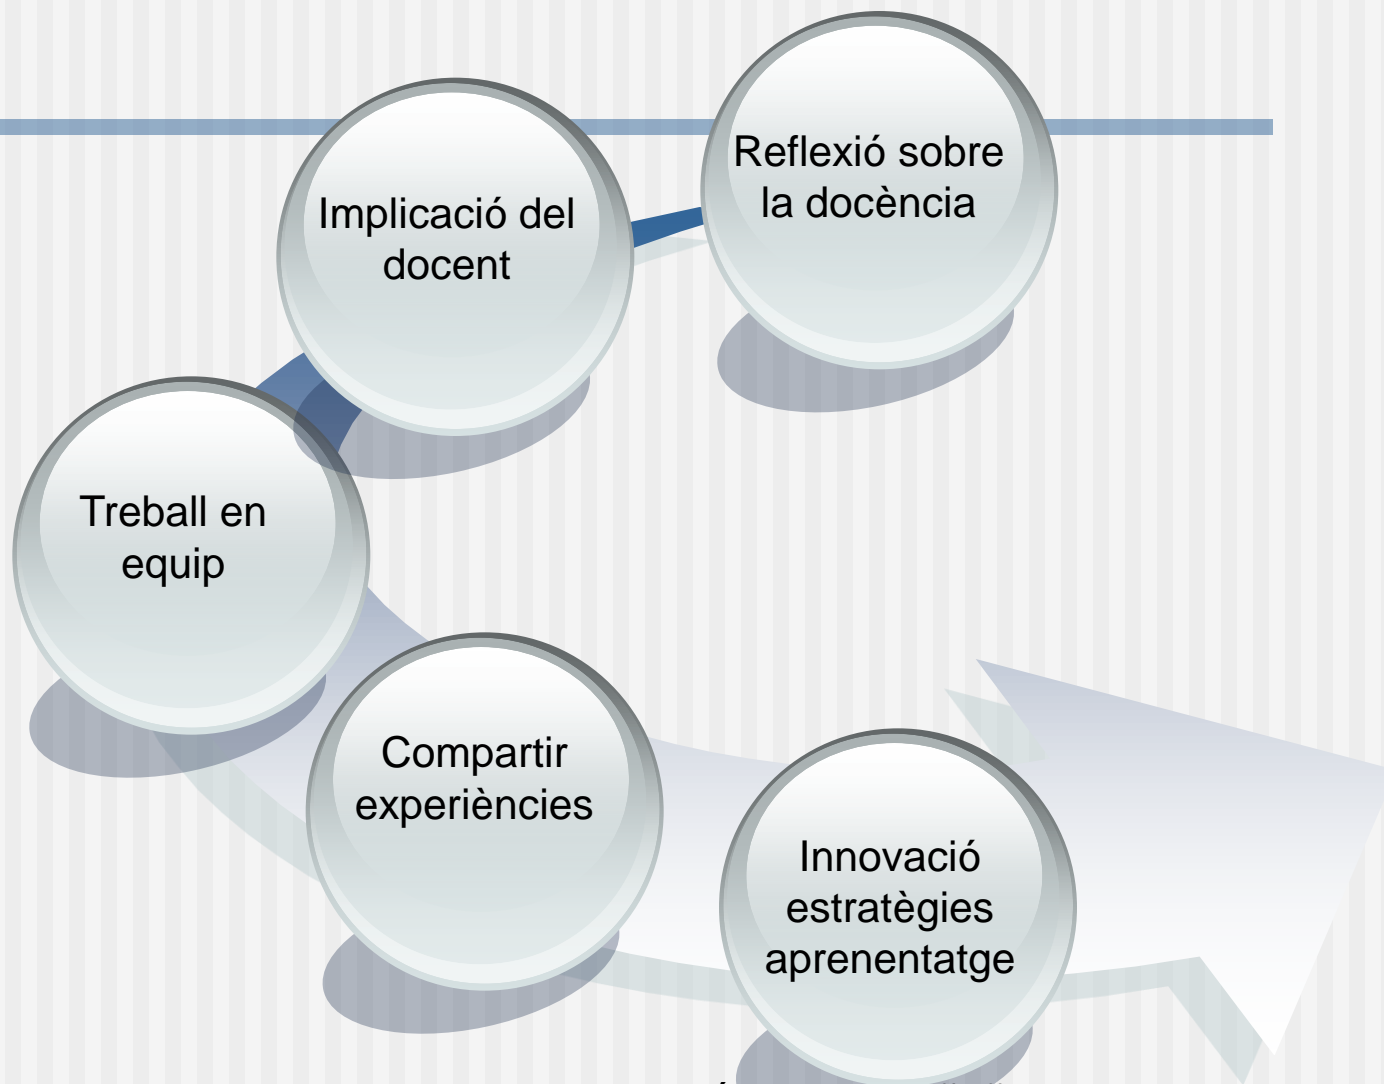 Reflexió sobre
la docència
Implicació del
docent
Treball en
equip
Compartir
experiències
Innovació
estratègies
aprenentatge